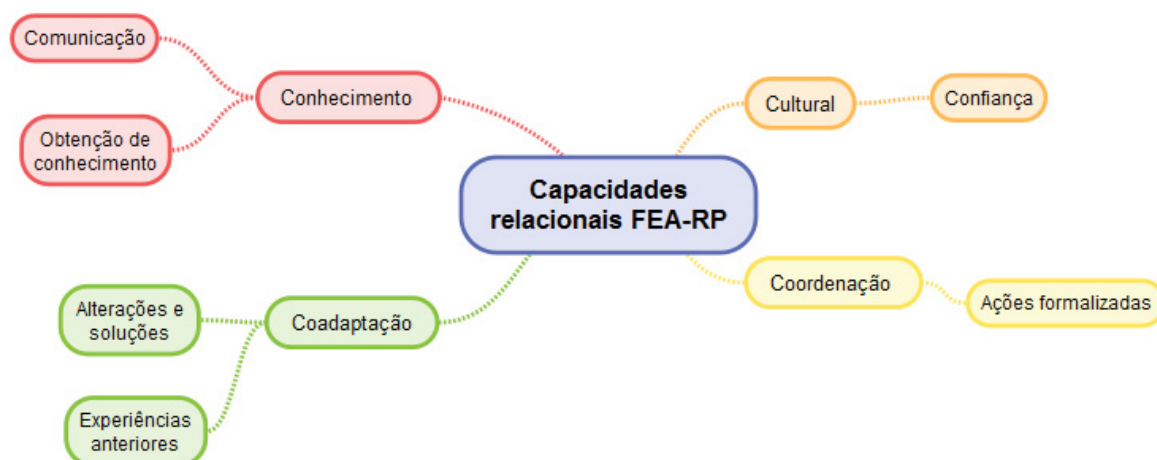 Comunicação
Conhecimento
Obtenção de
conhecimento
Cultural
Confiança
Capacidades
relacionais FEA-RP
Coordenação
Ações formalizadas
Alterações e
soluções
Coadaptação
Experiências
anteriores